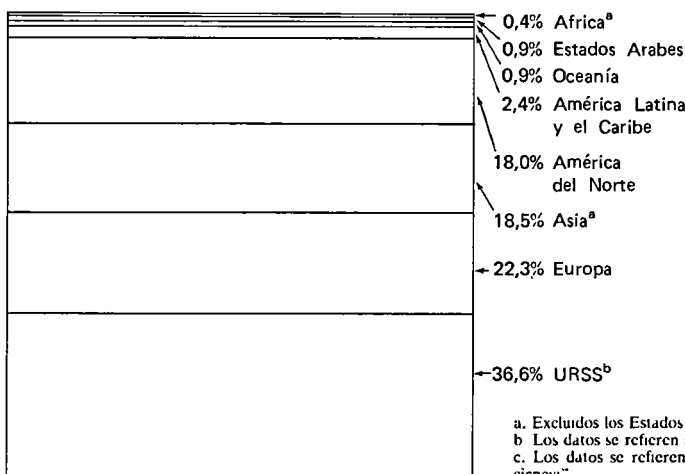 0,4% Africaª
0,9% Estados Arabes
0,9% Oceanía
2,4% América Latina
y el Caribe
18,0% América
del Norte
18,5% Asiaª
22,3% Europa
36,6% URSSᵇ
a. Excluidos los Estados
b Los datos se refieren
c. Los datos se refieren